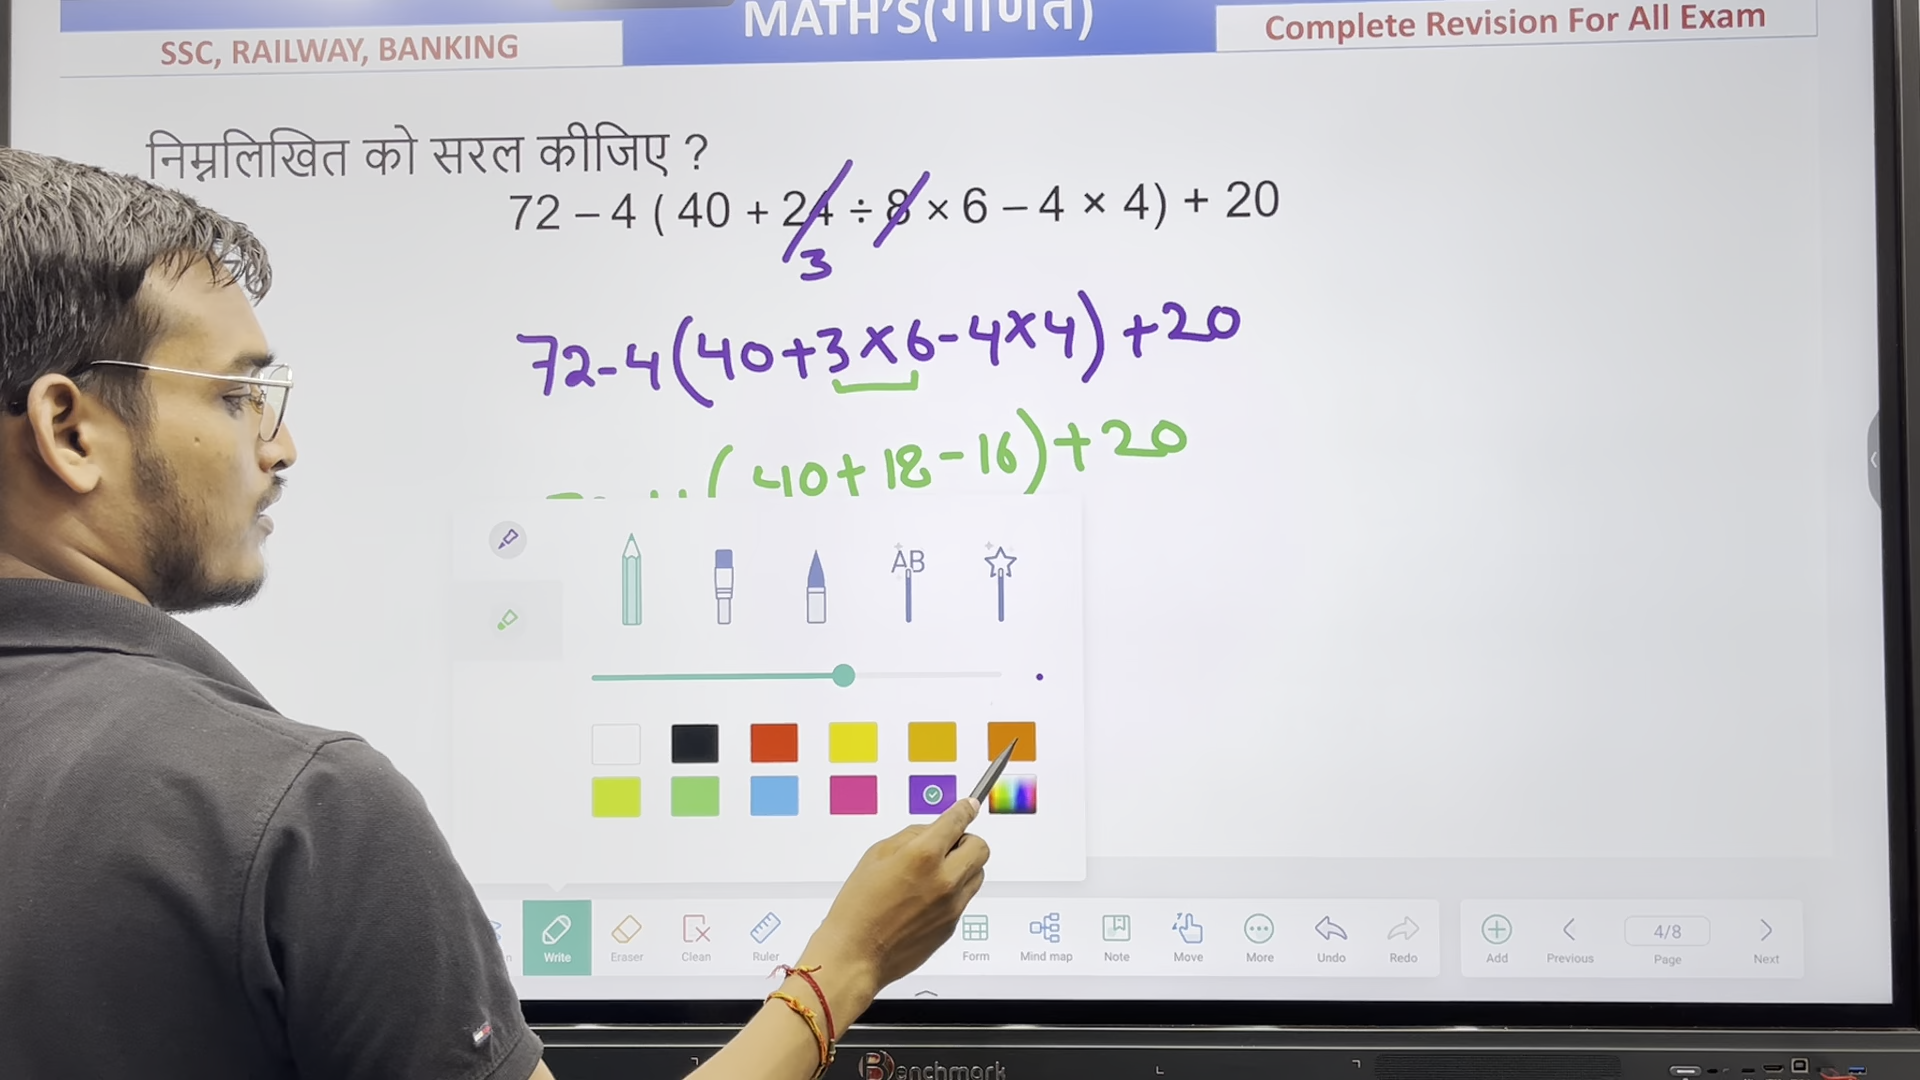 MATH'S(गणित)
SSC, RAILWAY, BANKING
Complete Revision For All Exam
निम्नलिखित को सरल कीजिए ?
72 – 4 ( 40 + 24 ÷ 8 × 6 – 4 × 4) + 20
3
72-4(40+3×6-4×4)+20
(40+18-16)+20
AB
Write
Eraser
Clean
Ruler
Form
Mind map
Note
Move
More
Undo
Redo
Add
Previous
4/8
Page
Next
Benchmark